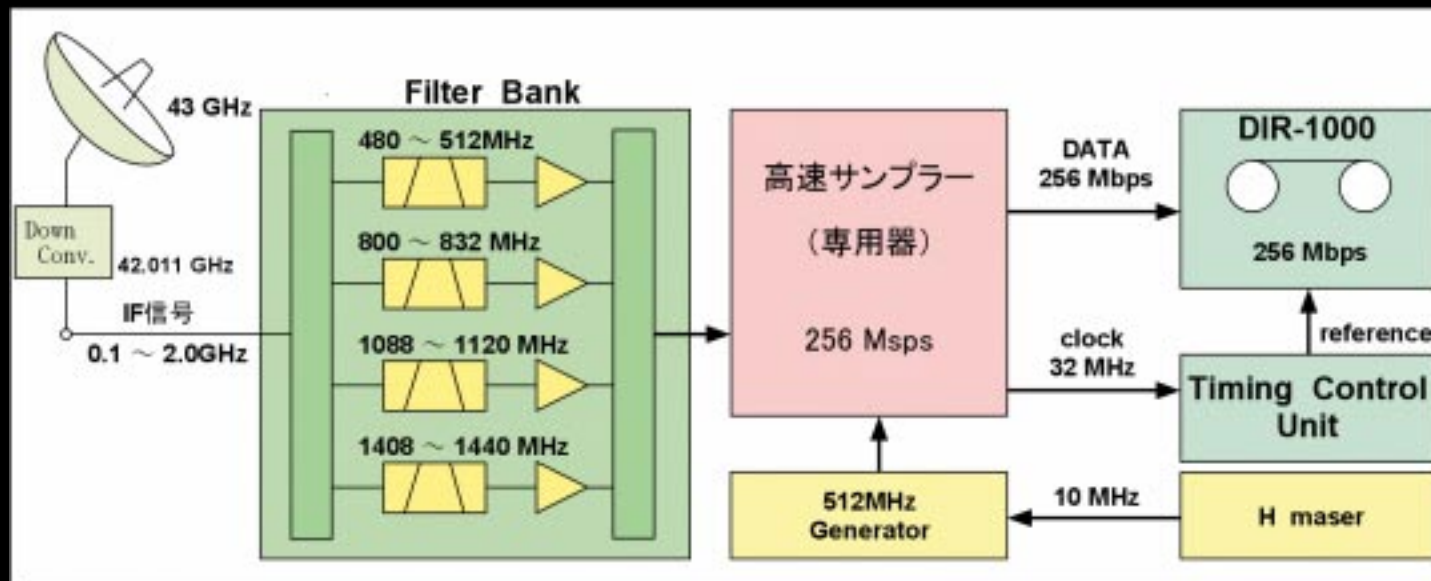 43 GHz
Down
Conv.
42.011 GHz
IF信号
0.1 ~ 2.0GHz
Filter Bank
480 ~ 512MHz
800 ~ 832 MHz
1088 ~ 1120 MHz
1408 ~ 1440 MHz
高速サンプラー
(専用器)
256 Msps
DATA
256 Mbps
clock
32 MHz
DIR-1000
256 Mbps
reference
Timing Control
Unit
512MHz
Generator
10 MHz
H maser